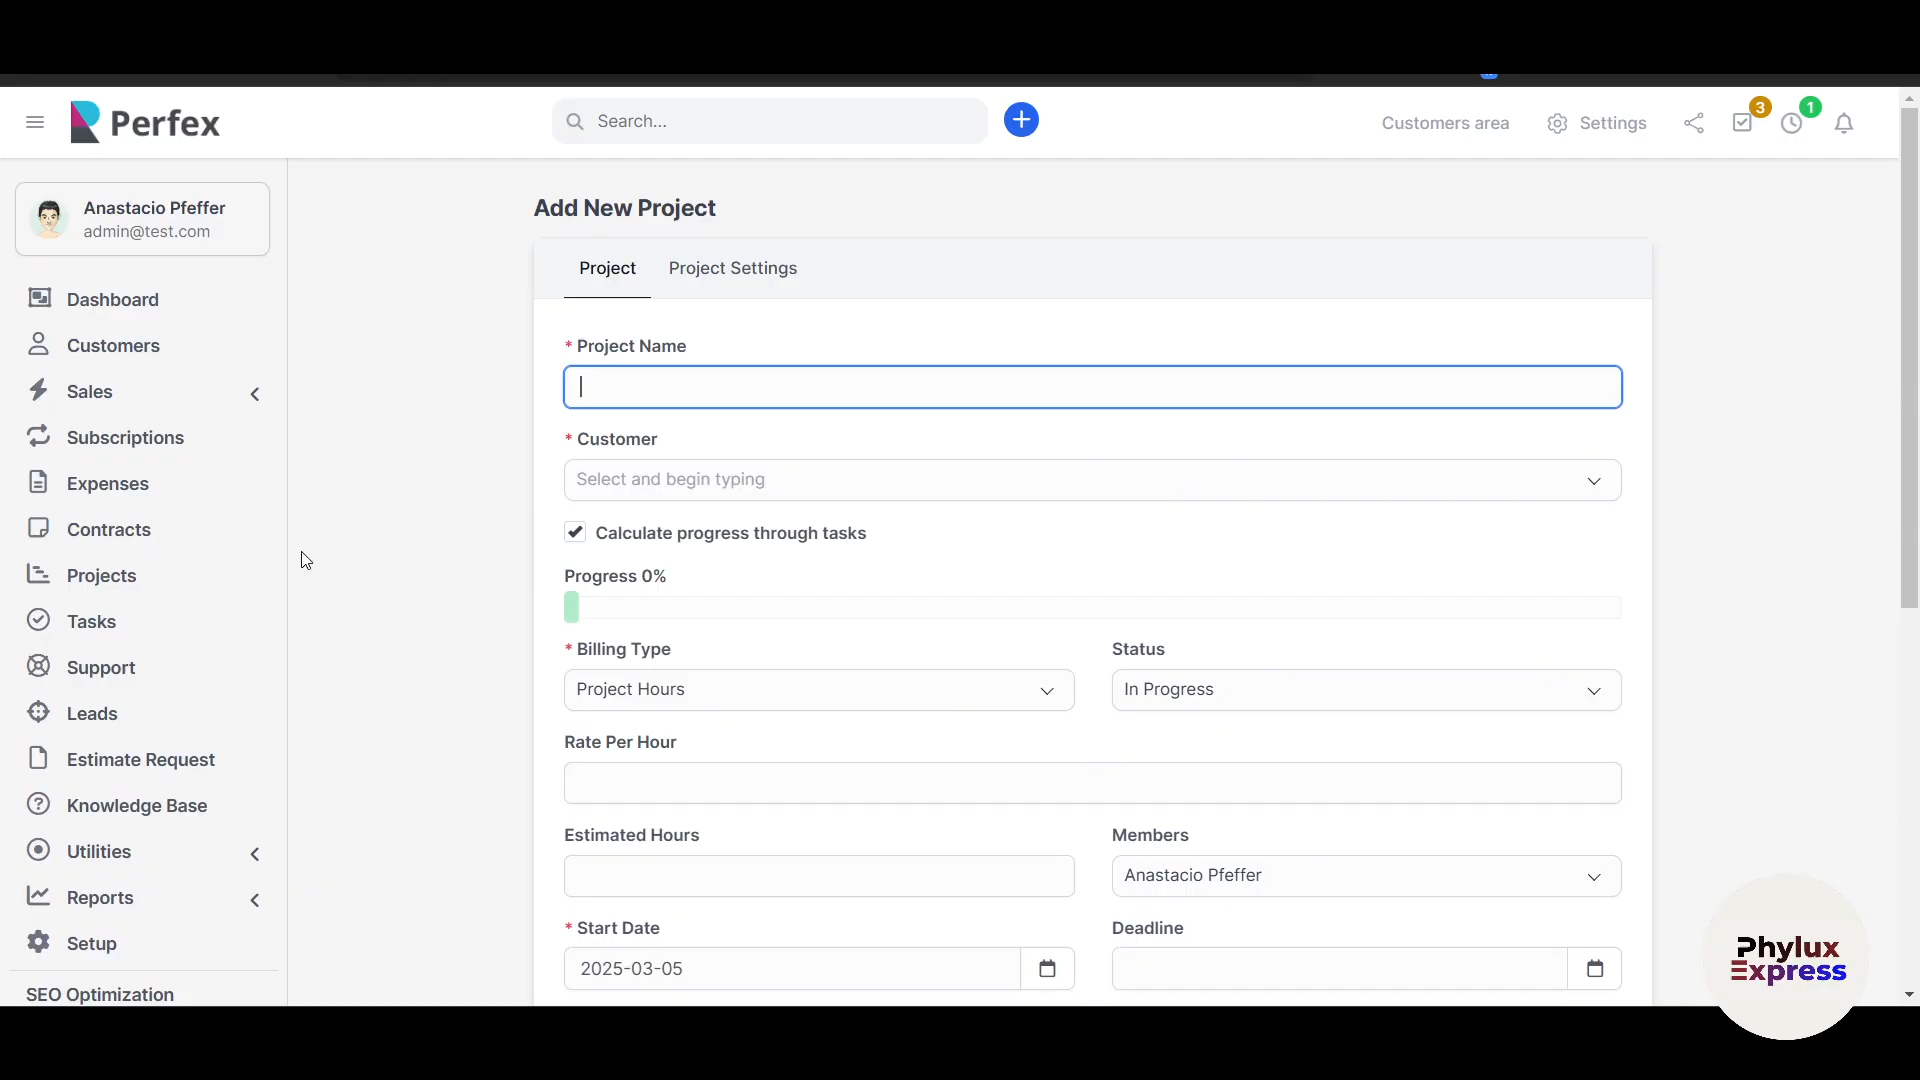 Perfex
Search...
Customers area
Settings
3
1
Anastacio Pfeffer
admin@test.com
Dashboard
Customers
Sales
Subscriptions
Expenses
Contracts
Projects
Tasks
Support
Leads
Estimate Request
Knowledge Base
Utilities
Reports
Setup
SEO Optimization
Add New Project
Project
Project Settings
* Project Name
* Customer
Select and begin typing
Calculate progress through tasks
Progress 0%
* Billing Type
Project Hours
Status
In Progress
Rate Per Hour
Estimated Hours
Members
Anastacio Pfeffer
* Start Date
2025-03-05
Deadline
Phylux
Express